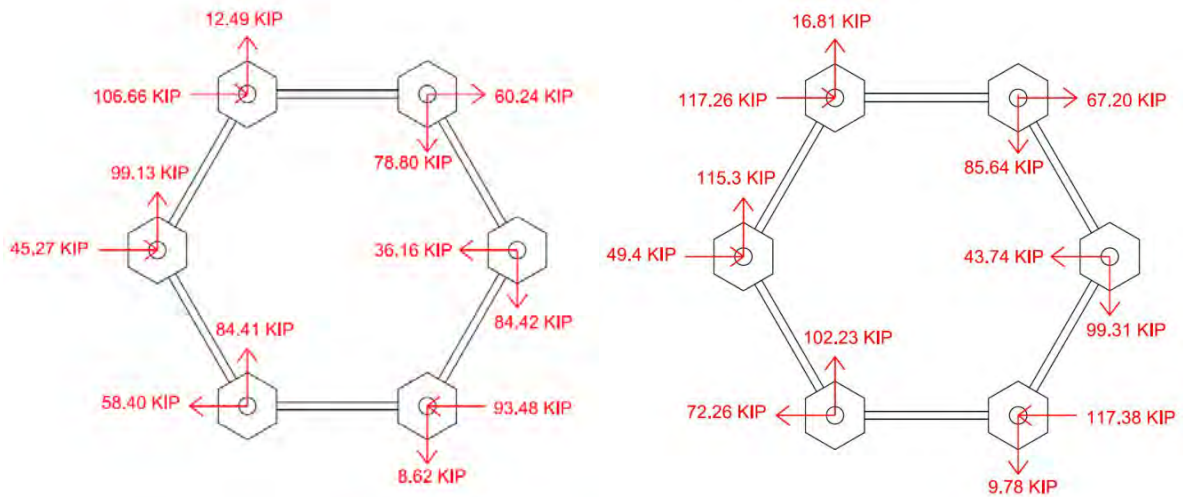 12.49 KIP
106.66 KIP
60.24 KIP
78.80 KIP
99.13 KIP
45.27 KIP
36.16 KIP
84.42 KIP
84.41 KIP
58.40 KIP
93.48 KIP
8.62 KIP
16.81 KIP
117.26 KIP
67.20 KIP
85.64 KIP
115.3 KIP
49.4 KIP
43.74 KIP
99.31 KIP
102.23 KIP
72.26 KIP
117.38 KIP
9.78 KIP